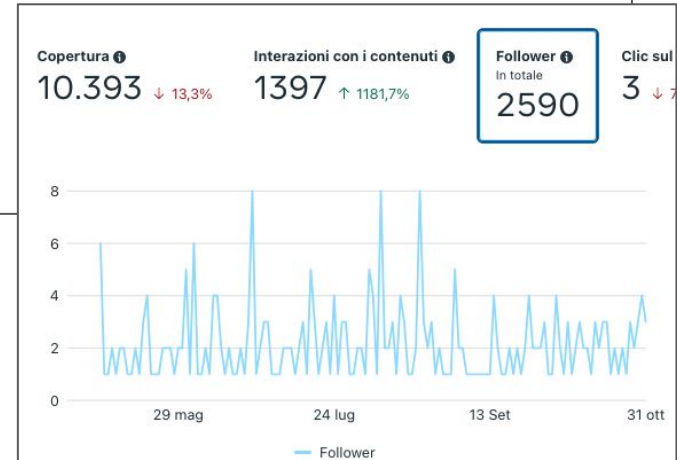 Copertura
10.393 ↓ 13,3%
Interazioni con i contenuti
1397 ↑ 1181,7%
Follower
In totale
2590
Clic sul
3 ↓ 7
8
6
4
2
0
29 mag 24 lug 13 Set 31 ott
Follower